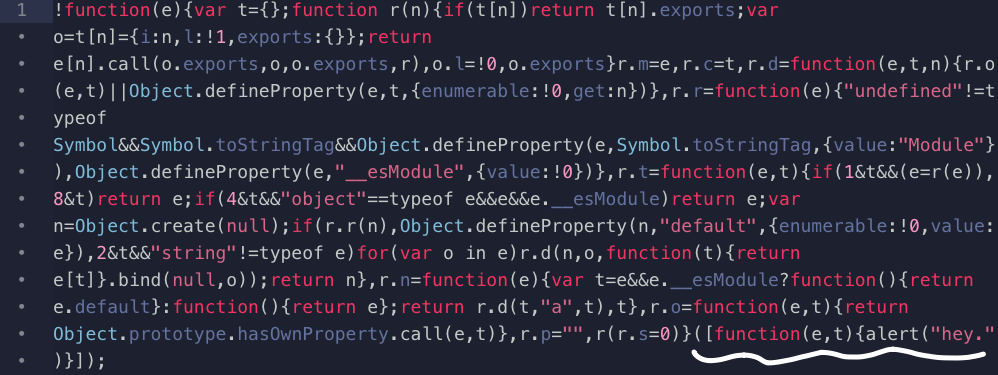 1 !function(e){var t={};function r(n){if(t[n])return t[n].exports;var
• o=t[n]={i:n,l:!1,exports:{}};return
• e[n].call(o.exports,o,o.exports,r),o.l=!0,o.exports}r.m=e,r.c=t,r.d=function(e,t,n){r.o
• (e,t)||Object.defineProperty(e,t,{enumerable:!0,get:n})},r.r=function(e){"undefined"!=t
• ypeof
• Symbol&&Symbol.toStringTag&&Object.defineProperty(e,Symbol.toStringTag,{value:"Module"}
• ),Object.defineProperty(e,"__esModule",{value:!0})},r.t=function(e,t){if(1&t&&(e=r(e)),
• 8&t)return e;if(4&t&&"object"==typeof e&&e&&e.__esModule)return e;var
• n=Object.create(null);if(r.r(n),Object.defineProperty(n,"default",{enumerable:!0,value:
• e}),2&t&&"string"!=typeof e)for(var o in e)r.d(n,o,function(t){return
• e[t]}.bind(null,o));return n},r.n=function(e){var t=e&&e.__esModule?function(){return
• e.default}:function(){return e};return r.d(t,"a",t),t},r.o=function(e,t){return
• Object.prototype.hasOwnProperty.call(e,t)},r.p="",r(r.s=0)}([function(e,t){alert("hey."
• )}]);